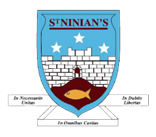 ST NINIAN'S
In Necessariis
Unitas
In Dubiis
Libertas
In Omnibus Caritas